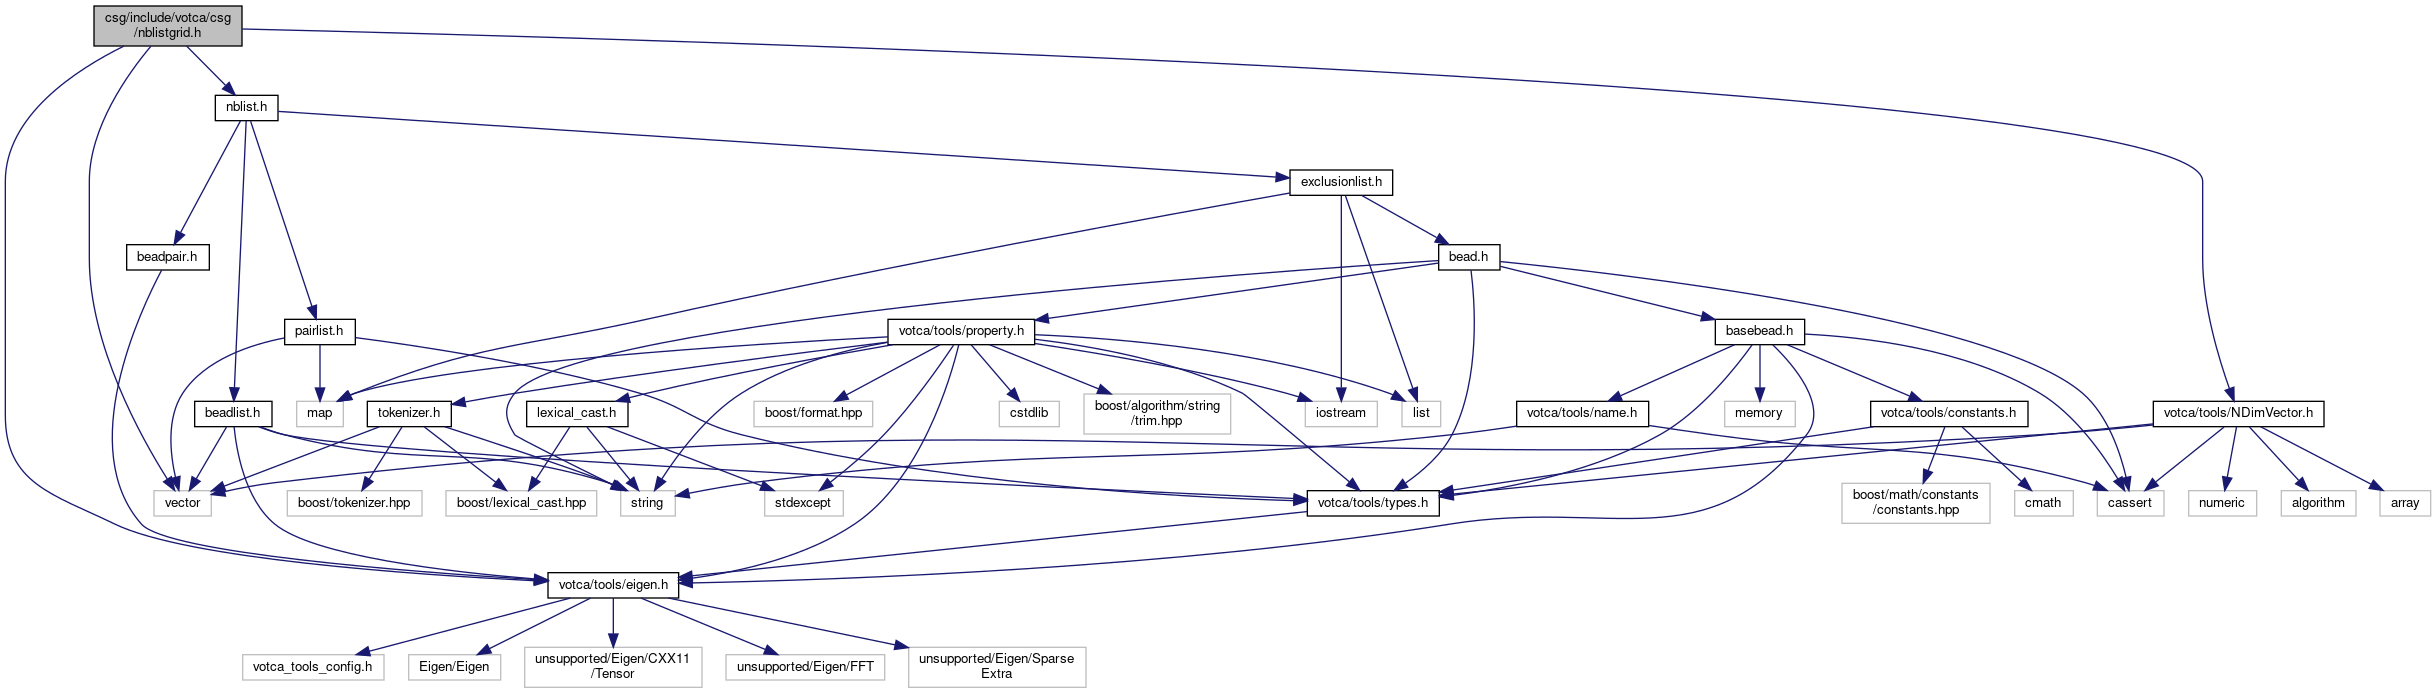 csg/include/votca/csg
/nblistgrid.h
nblist.h
exclusionlist.h
beadpair.h
bead.h
pairlist.h
votca/tools/property.h
basebead.h
beadlist.h
map
tokenizer.h
lexical_cast.h
boost/format.hpp
cstdlib
boost/algorithm/string
/trim.hpp
iostream
list
votca/tools/name.h
memory
votca/tools/constants.h
votca/tools/NDimVector.h
vector
boost/tokenizer.hpp
boost/lexical_cast.hpp
string
stdexcept
votca/tools/types.h
boost/math/constants
/constants.hpp
cmath
cassert
numeric
algorithm
array
votca/tools/eigen.h
votca_tools_config.h
Eigen/Eigen
unsupported/Eigen/CXX11
/Tensor
unsupported/Eigen/FFT
unsupported/Eigen/Sparse
Extra